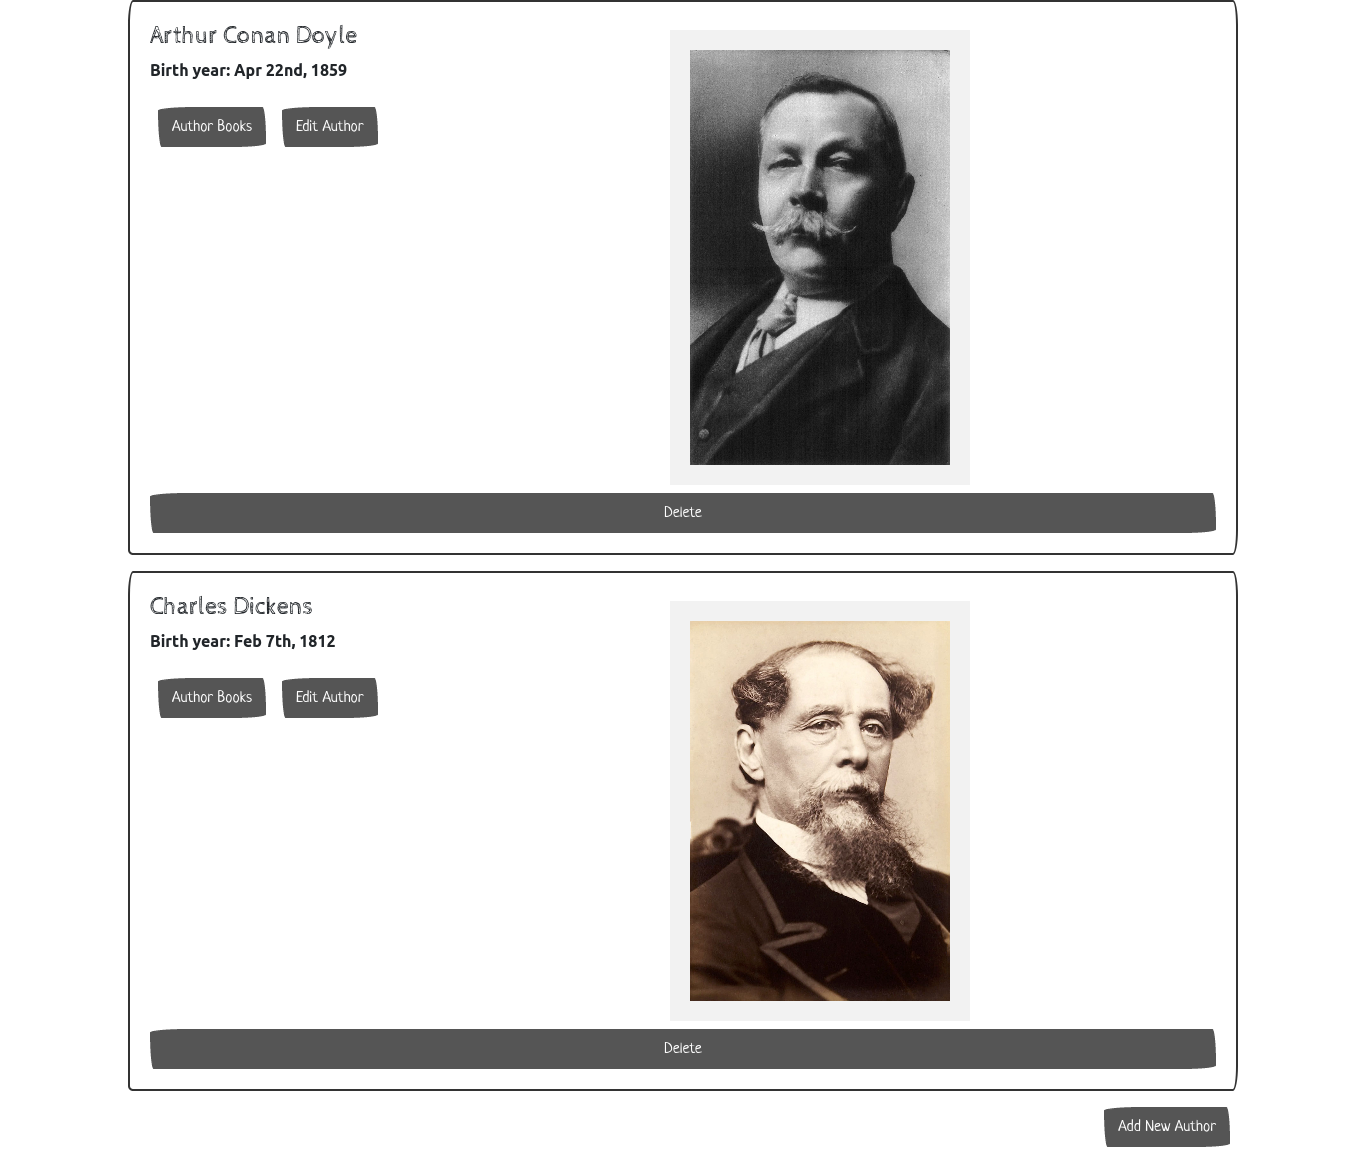 Arthur Conan Doyle
Birth year: Apr 22nd, 1859
Author Books
Edit Author
Delete
Charles Dickens
Birth year: Feb 7th, 1812
Author Books
Edit Author
Delete
Add New Author